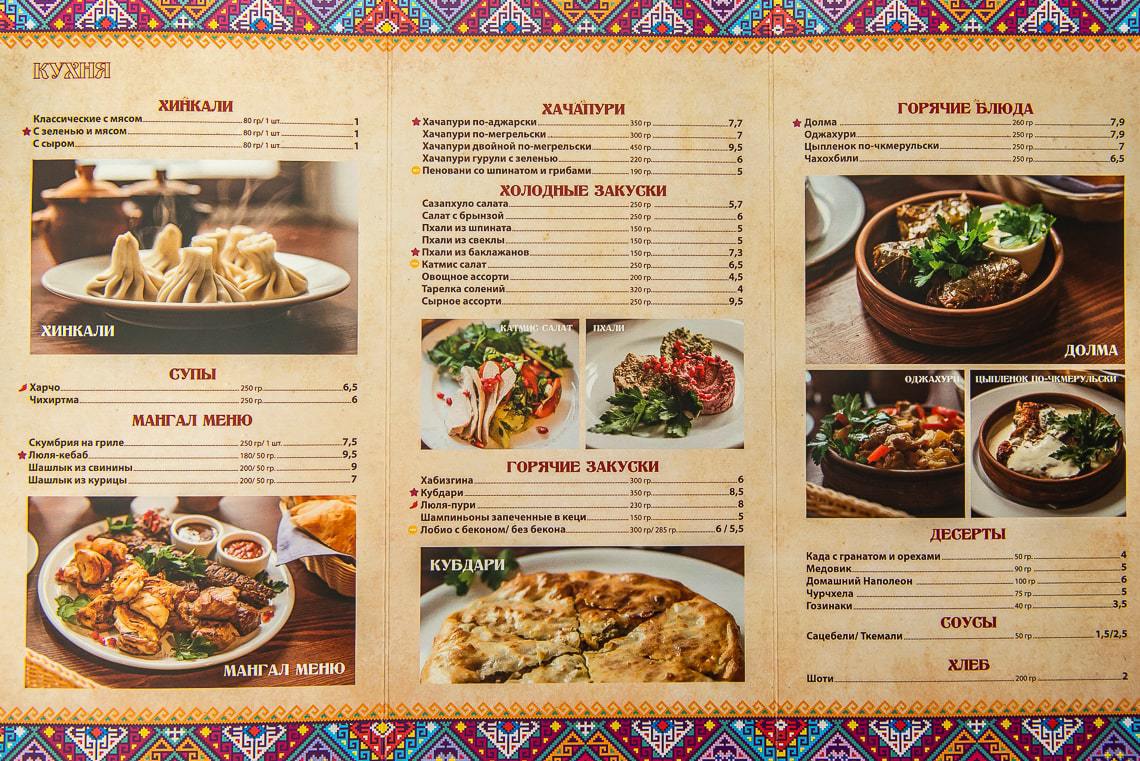 КУХНЯ
ХИНКАЛИ
Классические с мясом 80 гр/ 1 шт. 1
С зеленью и мясом 80 гр/ 1 шт. 1
С сыром 80 гр/ 1 шт. 1
ХИНКАЛИ
СУПЫ
Харчо 250 гр. 6,5
Чихиртма 250 гр. 6
МАНГАЛ МЕНЮ
Скумбрия на гриле 250 гр/ 1 шт. 7,5
Люля-кебаб 180/ 50 гр. 9,5
Шашлык из свинины 200/ 50 гр. 9
Шашлык из курицы 200/ 50 гр. 7
МАНГАЛ МЕНЮ
ХАЧАПУРИ
Хачапури по-аджарски 350 гр. 7,7
Хачапури по-мегрельски 300 гр. 7
Хачапури двойной по-мегрельски 450 гр. 9,5
Хачапури гурули с зеленью 220 гр. 6
Пеновани со шпинатом и грибами 190 гр. 5
ХОЛОДНЫЕ ЗАКУСКИ
Сазапхуло салата 250 гр. 5,7
Салат с брынзой 250 гр. 6
Пхали из шпината 150 гр. 5
Пхали из свеклы 150 гр. 5
Пхали из баклажанов 150 гр. 7,3
Катмис салат 250 гр. 6,5
Овощное ассорти 200 гр. 4,5
Тарелка солений 320 гр. 4
Сырное ассорти 250 гр. 9,5
КАТМИС САЛАТ
ПХАЛИ
ГОРЯЧИЕ ЗАКУСКИ
Хабизгина 300 гр. 6
Кубдари 350 гр. 8,5
Люля-пури 230 гр. 8
Шампиньоны запеченные в кеци 150 гр. 5
Лобио с беконом/ без бекона 300 гр/ 285 гр. 6 / 5,5
КУБДАРИ
ГОРЯЧИЕ БЛЮДА
Долма 260 гр. 7,9
Оджахури 250 гр. 7,9
Цыпленок по-чкмерульски 250 гр. 7
Чахохбили 250 гр. 6,5
ДОЛМА
ОДЖАХУРИ
ЦЫПЛЕНОК ПО-ЧКМЕРУЛЬСКИ
ДЕСЕРТЫ
Када с гранатом и орехами 50 гр. 4
Медовик 90 гр. 5
Домашний Наполеон 100 гр. 6
Чурчхела 75 гр. 5
Гозинаки 40 гр. 3,5
СОУСЫ
Сацебели/ Ткемали 50 гр. 1,5/2,5
ХЛЕБ
Шоти 200 гр. 2